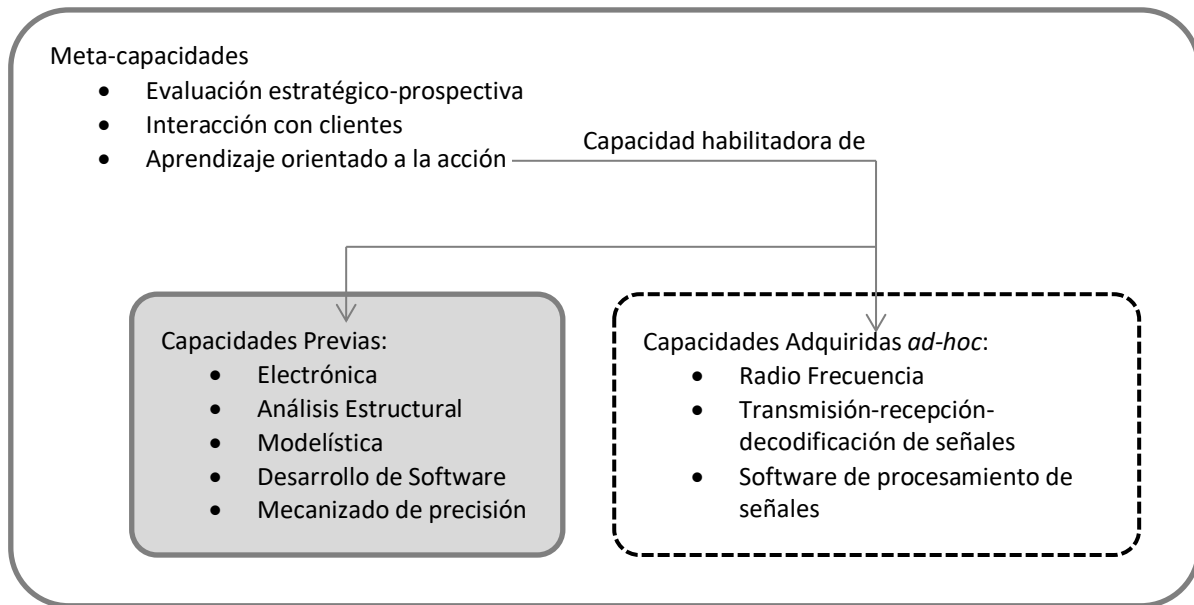 Meta-capacidades
• Evaluación estratégico-prospectiva
• Interacción con clientes
• Aprendizaje orientado a la acción
Capacidad habilitadora de
Capacidades Previas:
• Electrónica
• Análisis Estructural
• Modelística
• Desarrollo de Software
• Mecanizado de precisión
Capacidades Adquiridas ad-hoc:
• Radio Frecuencia
• Transmisión-recepción-
decodificación de señales
• Software de procesamiento de
señales